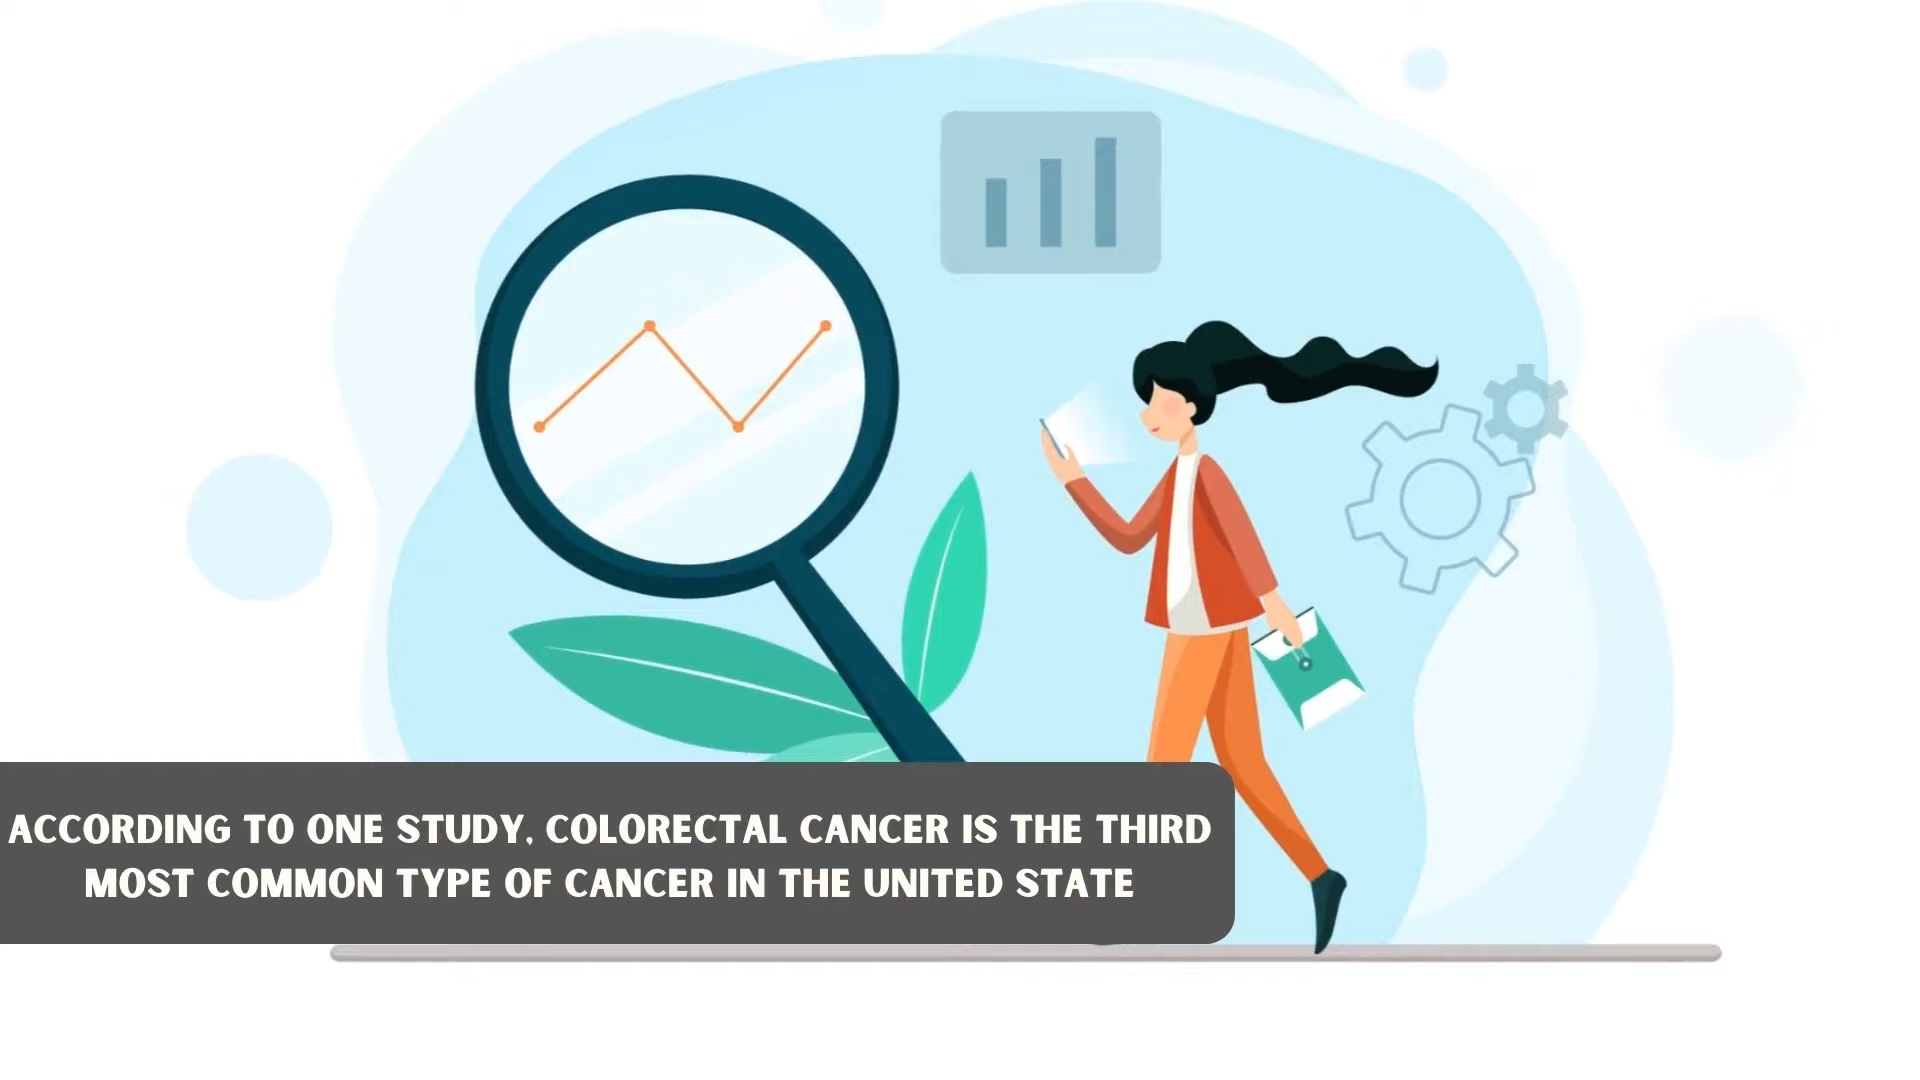 ACCORDING TO ONE STUDY, COLORECTAL CANCER IS THE THIRD
MOST COMMON TYPE OF CANCER IN THE UNITED STATE